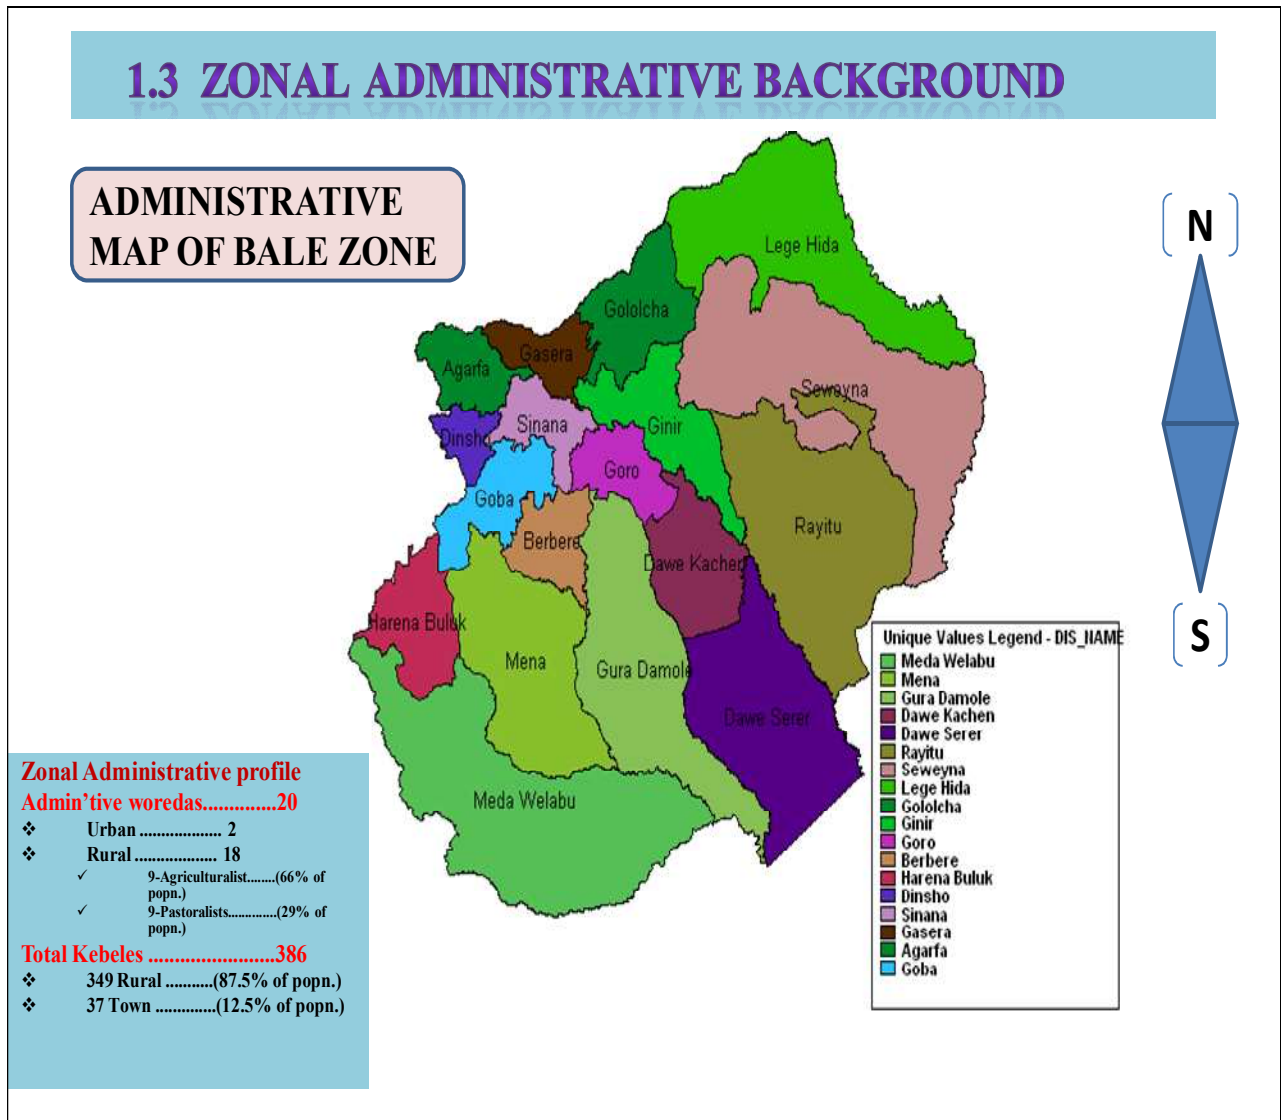 1.3 ZONAL ADMINISTRATIVE BACKGROUND
ADMINISTRATIVE
MAP OF BALE ZONE
N
S
Lege Hida
Gololcha
Gasera
Agarfa
Seweyna
Sinana
Ginir
Dinsho
Goro
Goba
Rayitu
Berbere
Dawe Kachen
Harena Buluk
Mena
Gura Damole
Dawe Serer
Meda Welabu
Unique Values Legend - DIS_NAME
Meda Welabu
Mena
Gura Damole
Dawe Kachen
Dawe Serer
Rayitu
Seweyna
Lege Hida
Gololcha
Ginir
Goro
Berbere
Harena Buluk
Dinsho
Sinana
Gasera
Agarfa
Goba
Zonal Administrative profile
Admin'tive woredas..............20
❖ Urban ................... 2
❖ Rural ................... 18
✓ 9-Agriculturalist........(66% of
popn.)
✓ 9-Pastoralists.............(29% of
popn.)
Total Kebeles ........................386
❖ 349 Rural ...........(87.5% of popn.)
❖ 37 Town ..............(12.5% of popn.)